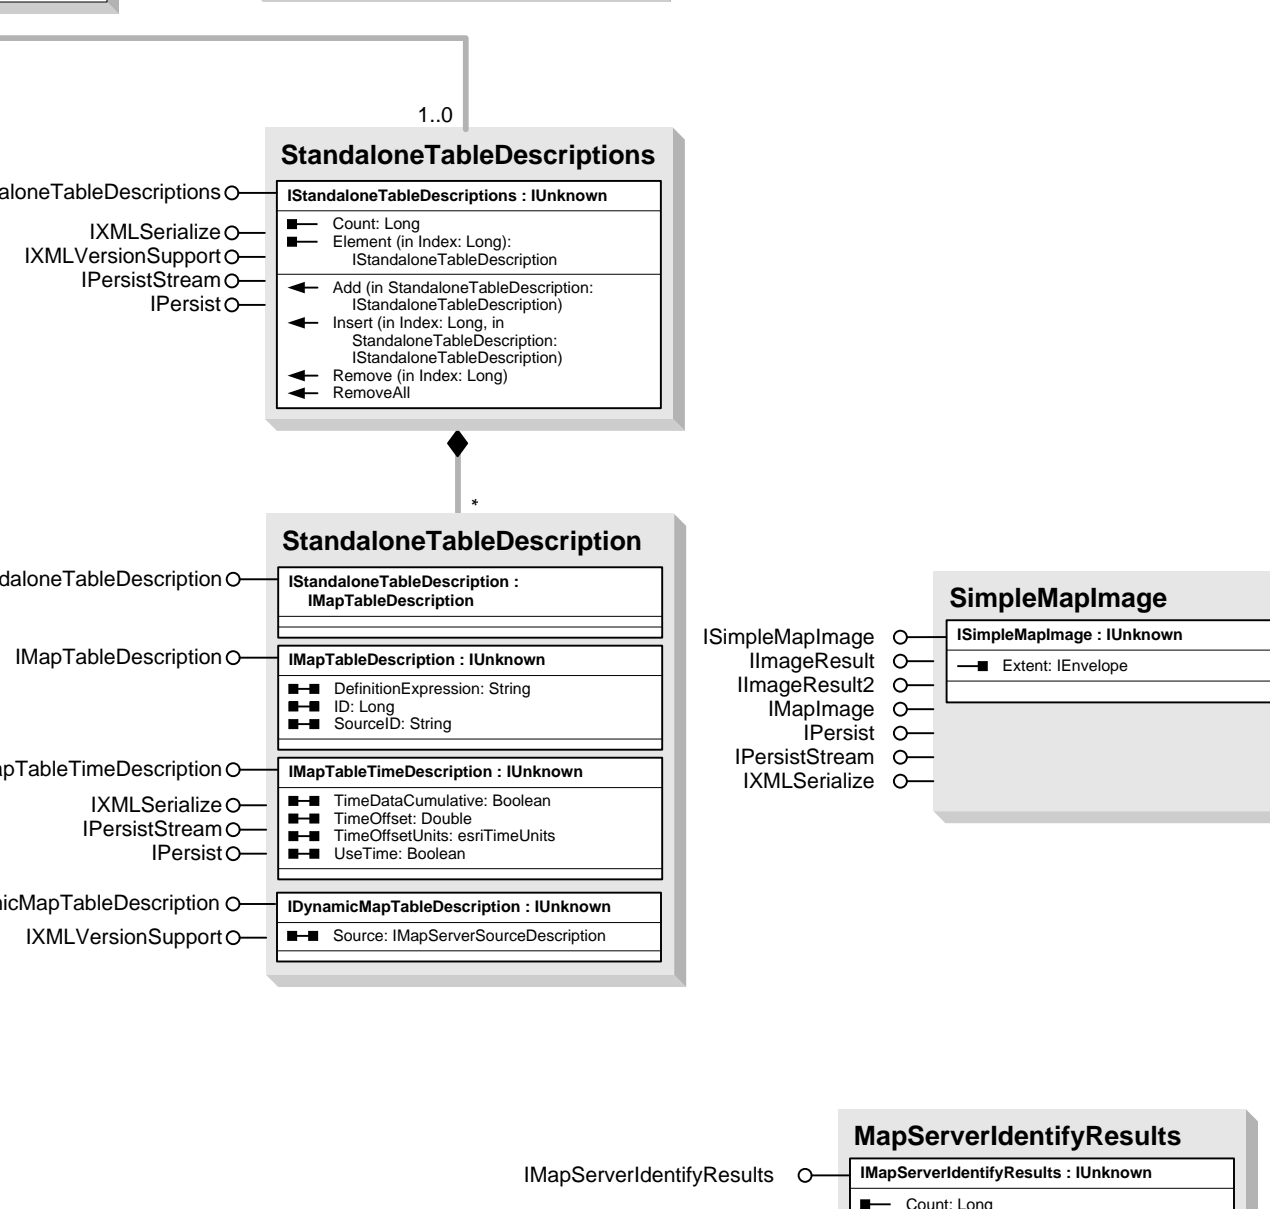 1..0
StandaloneTableDescriptions
aloneTableDescriptions
IStandaloneTableDescriptions : IUnknown
IXMLSerialize
IXMLVersionSupport
IPersistStream
IPersist
Count: Long
Element (in Index: Long):
IStandaloneTableDescription
Add (in StandaloneTableDescription:
IStandaloneTableDescription)
Insert (in Index: Long, in
StandaloneTableDescription:
IStandaloneTableDescription)
Remove (in Index: Long)
RemoveAll
*
StandaloneTableDescription
daloneTableDescription
IStandaloneTableDescription :
IMapTableDescription
IMapTableDescription
IMapTableDescription : IUnknown
DefinitionExpression: String
ID: Long
SourceID: String
apTableTimeDescription
IMapTableTimeDescription : IUnknown
IXMLSerialize
IPersistStream
IPersist
TimeDataCumulative: Boolean
TimeOffset: Double
TimeOffsetUnits: esriTimeUnits
UseTime: Boolean
nicMapTableDescription
IDynamicMapTableDescription : IUnknown
IXMLVersionSupport
Source: IMapServerSourceDescription
SimpleMapImage
ISimpleMapImage
IImageResult
IImageResult2
IMapImage
IPersist
IPersistStream
IXMLSerialize
ISimpleMapImage : IUnknown
Extent: IEnvelope
MapServerIdentifyResults
IMapServerIdentifyResults
IMapServerIdentifyResults : IUnknown
Count: Long